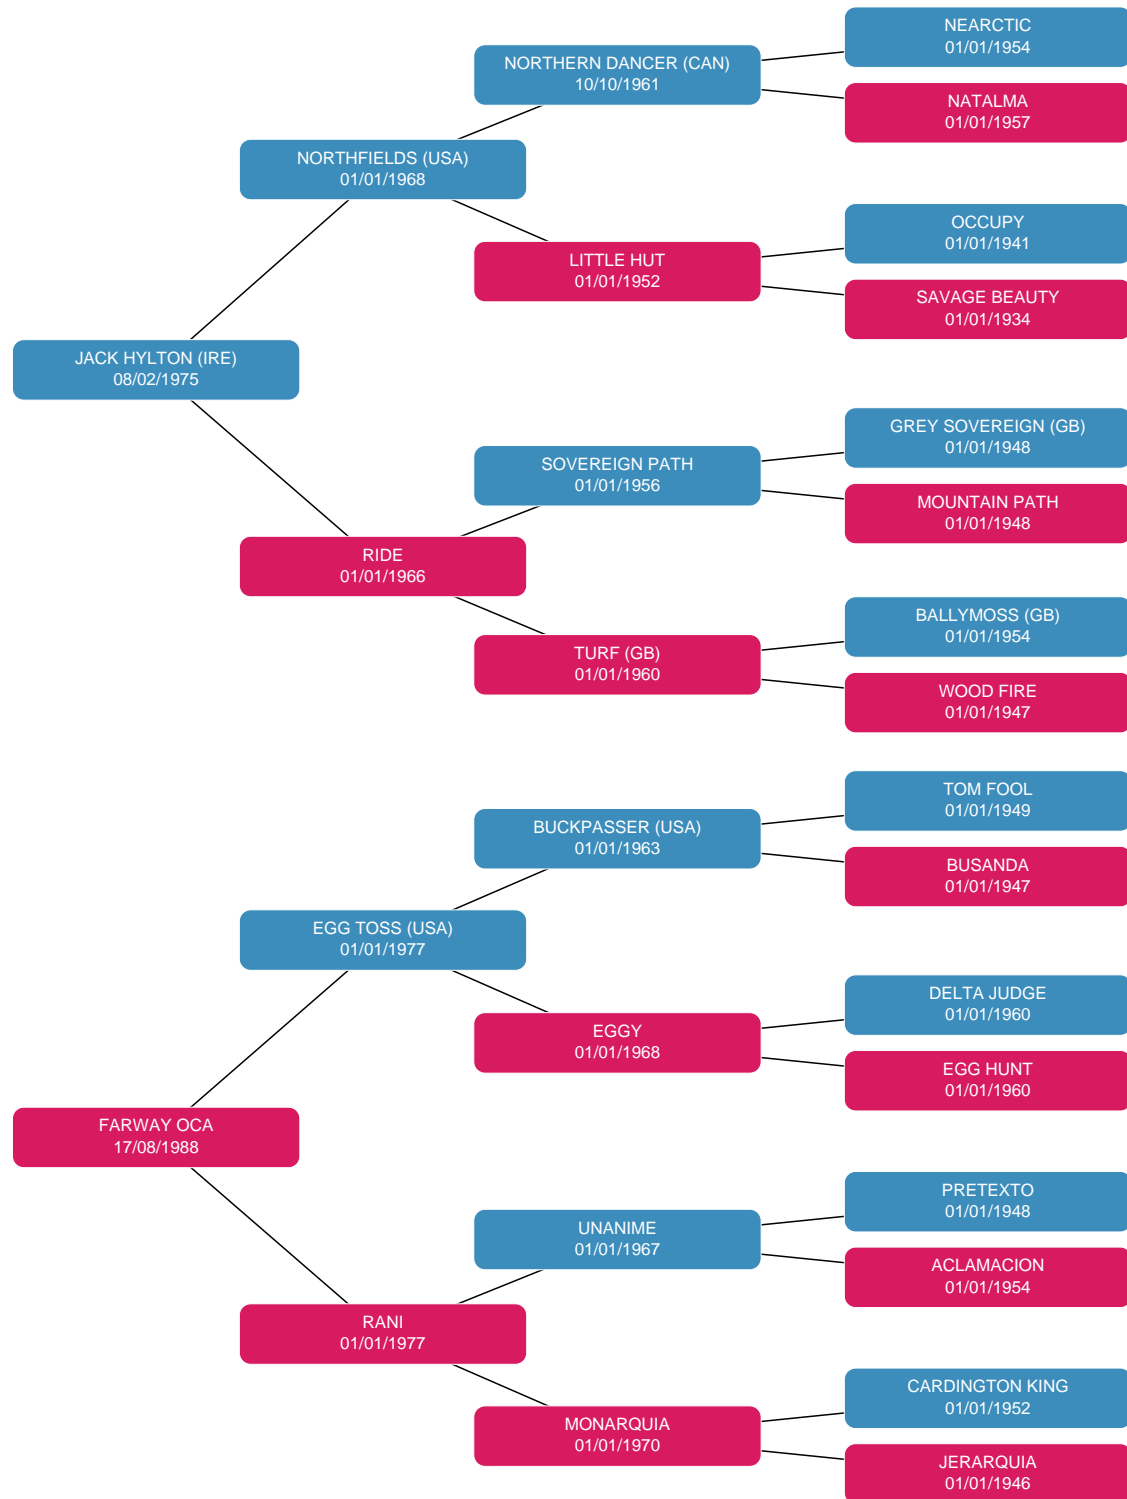 NEARCTIC
01/01/1954
NORTHERN DANCER (CAN)
10/10/1961
NATALMA
01/01/1957
NORTHFIELDS (USA)
01/01/1968
OCCUPY
01/01/1941
LITTLE HUT
01/01/1952
SAVAGE BEAUTY
01/01/1934
JACK HYLTON (IRE)
08/02/1975
GREY SOVEREIGN (GB)
01/01/1948
SOVEREIGN PATH
01/01/1956
MOUNTAIN PATH
01/01/1948
RIDE
01/01/1966
BALLYMOSS (GB)
01/01/1954
TURF (GB)
01/01/1960
WOOD FIRE
01/01/1947
TOM FOOL
01/01/1949
BUCKPASSER (USA)
01/01/1963
BUSANDA
01/01/1947
EGG TOSS (USA)
01/01/1977
DELTA JUDGE
01/01/1960
EGGY
01/01/1968
EGG HUNT
01/01/1960
FARWAY OCA
17/08/1988
PRETEXTO
01/01/1948
UNANIME
01/01/1967
ACLAMACION
01/01/1954
RANI
01/01/1977
CARDINGTON KING
01/01/1952
MONARQUIA
01/01/1970
JERARQUIA
01/01/1946